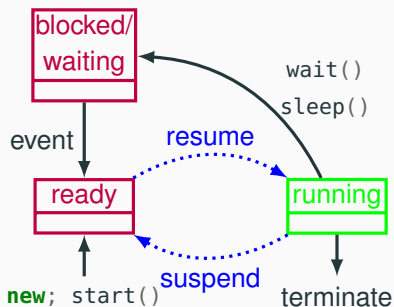 blocked/
waiting
wait()
sleep()
event
resume
ready
running
suspend
new; start()
terminate